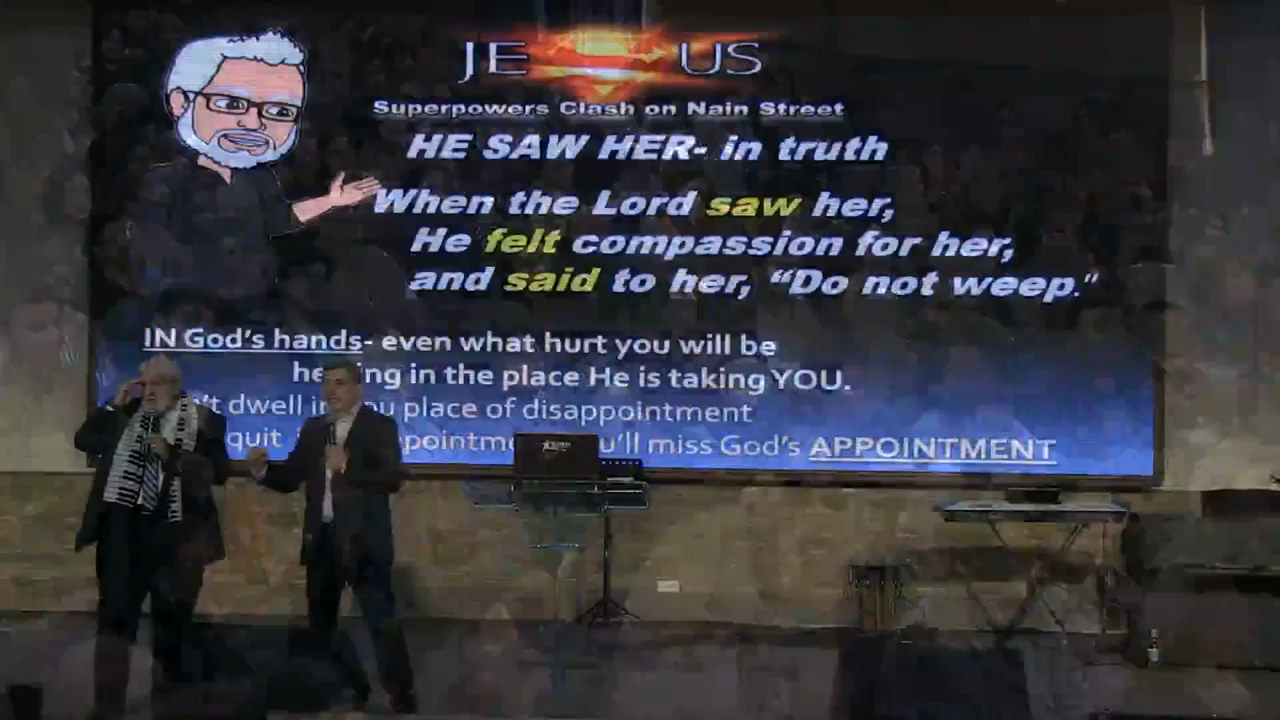 JE US
Superpowers Clash on Nain Street
HE SAW HER- in truth
When the Lord saw her,
He felt compassion for her,
and said to her, “Do not weep."
IN God's hands- even what hurt you will be
in the place He is taking YOU.
dwell place of disappointment
quit miss God's APPOINTMENT